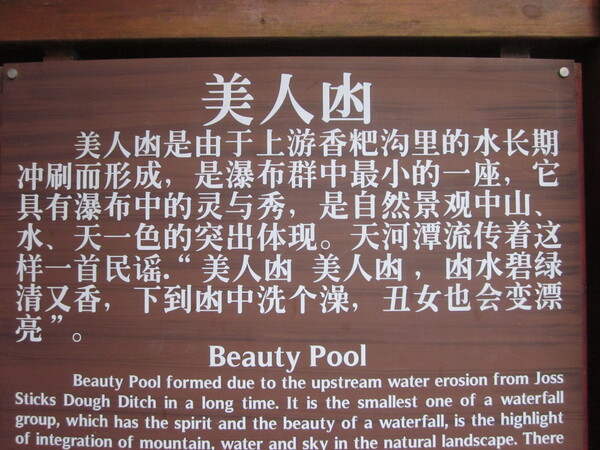 美人凼
美人凼是由于上游香粑沟里的水长期
冲刷而形成，是瀑布群中最小的一座，它
具有瀑布中的灵与秀，是自然景观中山、
水、天一色的突出体现。天河潭流传着这
样一首民谣.“美人凼 美人凼，凼水碧绿
清又香，下到凼中洗个澡，丑女也会变漂
亮”。
Beauty Pool
Beauty Pool formed due to the upstream water erosion from Joss
Sticks Dough Ditch in a long time. It is the smallest one of a waterfall
group, which has the spirit and the beauty of a waterfall, is the highlight
of integration of mountain, water and sky in the natural landscape. There